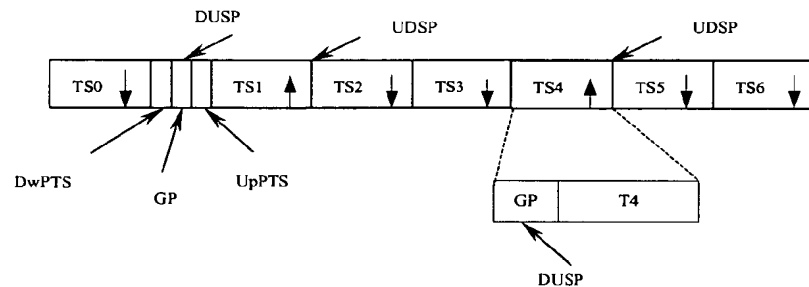 DUSP
UDSP
UDSP
TS0
TS1
TS2
TS3
TS4
TS5
TS6
DwPTS
GP
UpPTS
GP
T4
DUSP